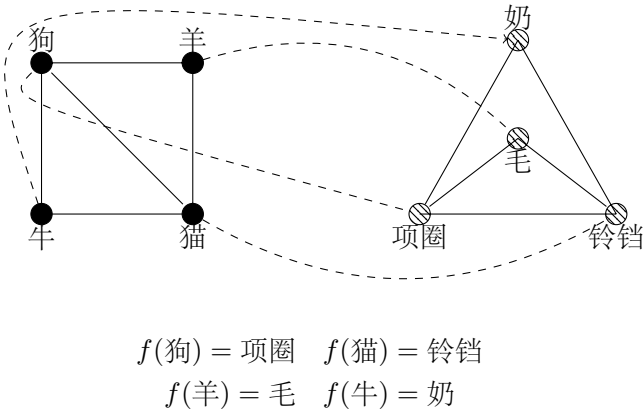 狗
羊
牛
猫
奶
毛
项圈
铃铛
f(狗) = 项圈 f(猫) = 铃铛
f(羊) = 毛 f(牛) = 奶